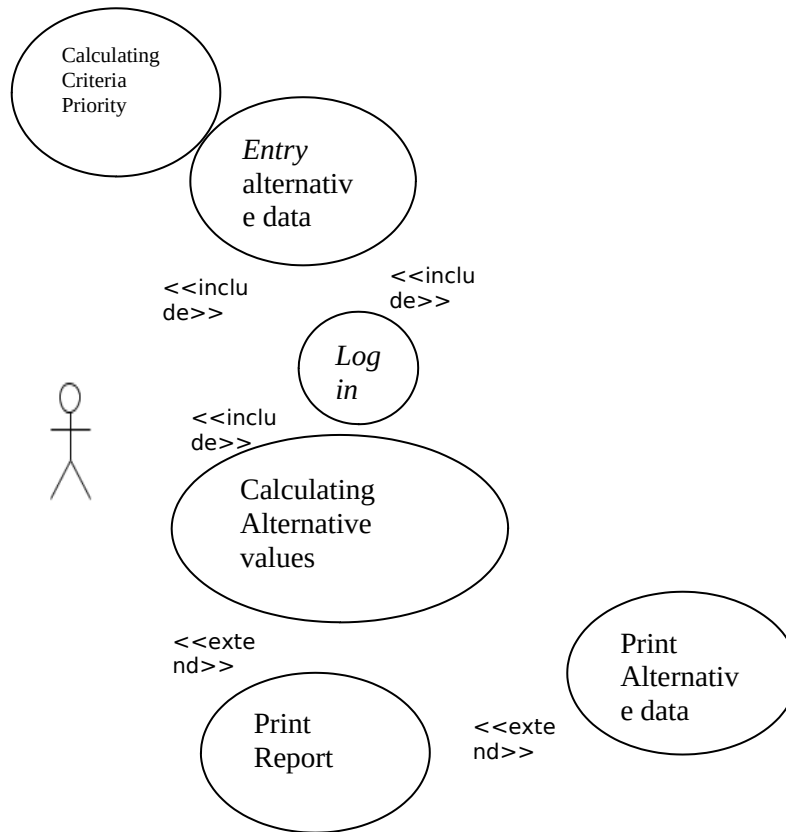 Calculating
Criteria
Priority
Entry
alternativ
e data
<<inclu
de>>
<<inclu
de>>
Log
in
<<inclu
de>>
Calculating
Alternative
values
<<exte
nd>>
Print
Alternativ
e data
Print
Report
<<exte
nd>>